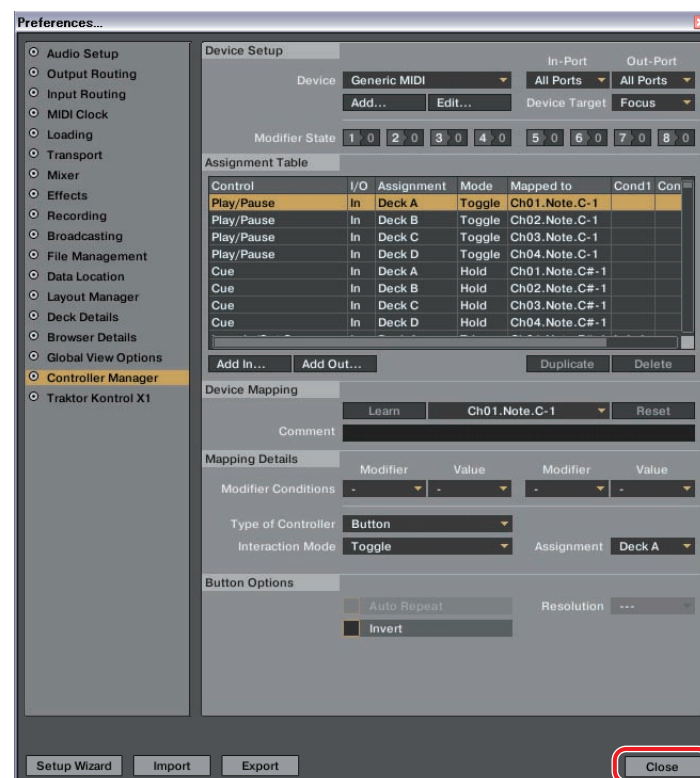 Preferences...
Audio Setup
Output Routing
Input Routing
MIDI Clock
Loading
Transport
Mixer
Effects
Recording
Broadcasting
File Management
Data Location
Layout Manager
Deck Details
Browser Details
Global View Options
Controller Manager
Traktor Kontrol X1
Device Setup
In-Port Out-Port
Device Generic MIDI All Ports All Ports
Add... Edit... Device Target Focus
Modifier State 1 0 2 0 3 0 4 0 5 0 6 0 7 0 8 0
Assignment Table
Control I/O Assignment Mode Mapped to Cond1 Con
Play/Pause In Deck A Toggle Ch01.Note.C-1
Play/Pause In Deck B Toggle Ch02.Note.C-1
Play/Pause In Deck C Toggle Ch03.Note.C-1
Play/Pause In Deck D Toggle Ch04.Note.C-1
Cue In Deck A Hold Ch01.Note.C#-1
Cue In Deck B Hold Ch02.Note.C#-1
Cue In Deck C Hold Ch03.Note.C#-1
Cue In Deck D Hold Ch04.Note.C#-1
Add In... Add Out... Duplicate Delete
Device Mapping
Learn Ch01.Note.C-1 Reset
Comment
Mapping Details
Modifier Value Modifier Value
Modifier Conditions - - - -
Type of Controller Button
Interaction Mode Toggle Assignment Deck A
Button Options
Auto Repeat Resolution ---
Invert
Setup Wizard Import Export Close